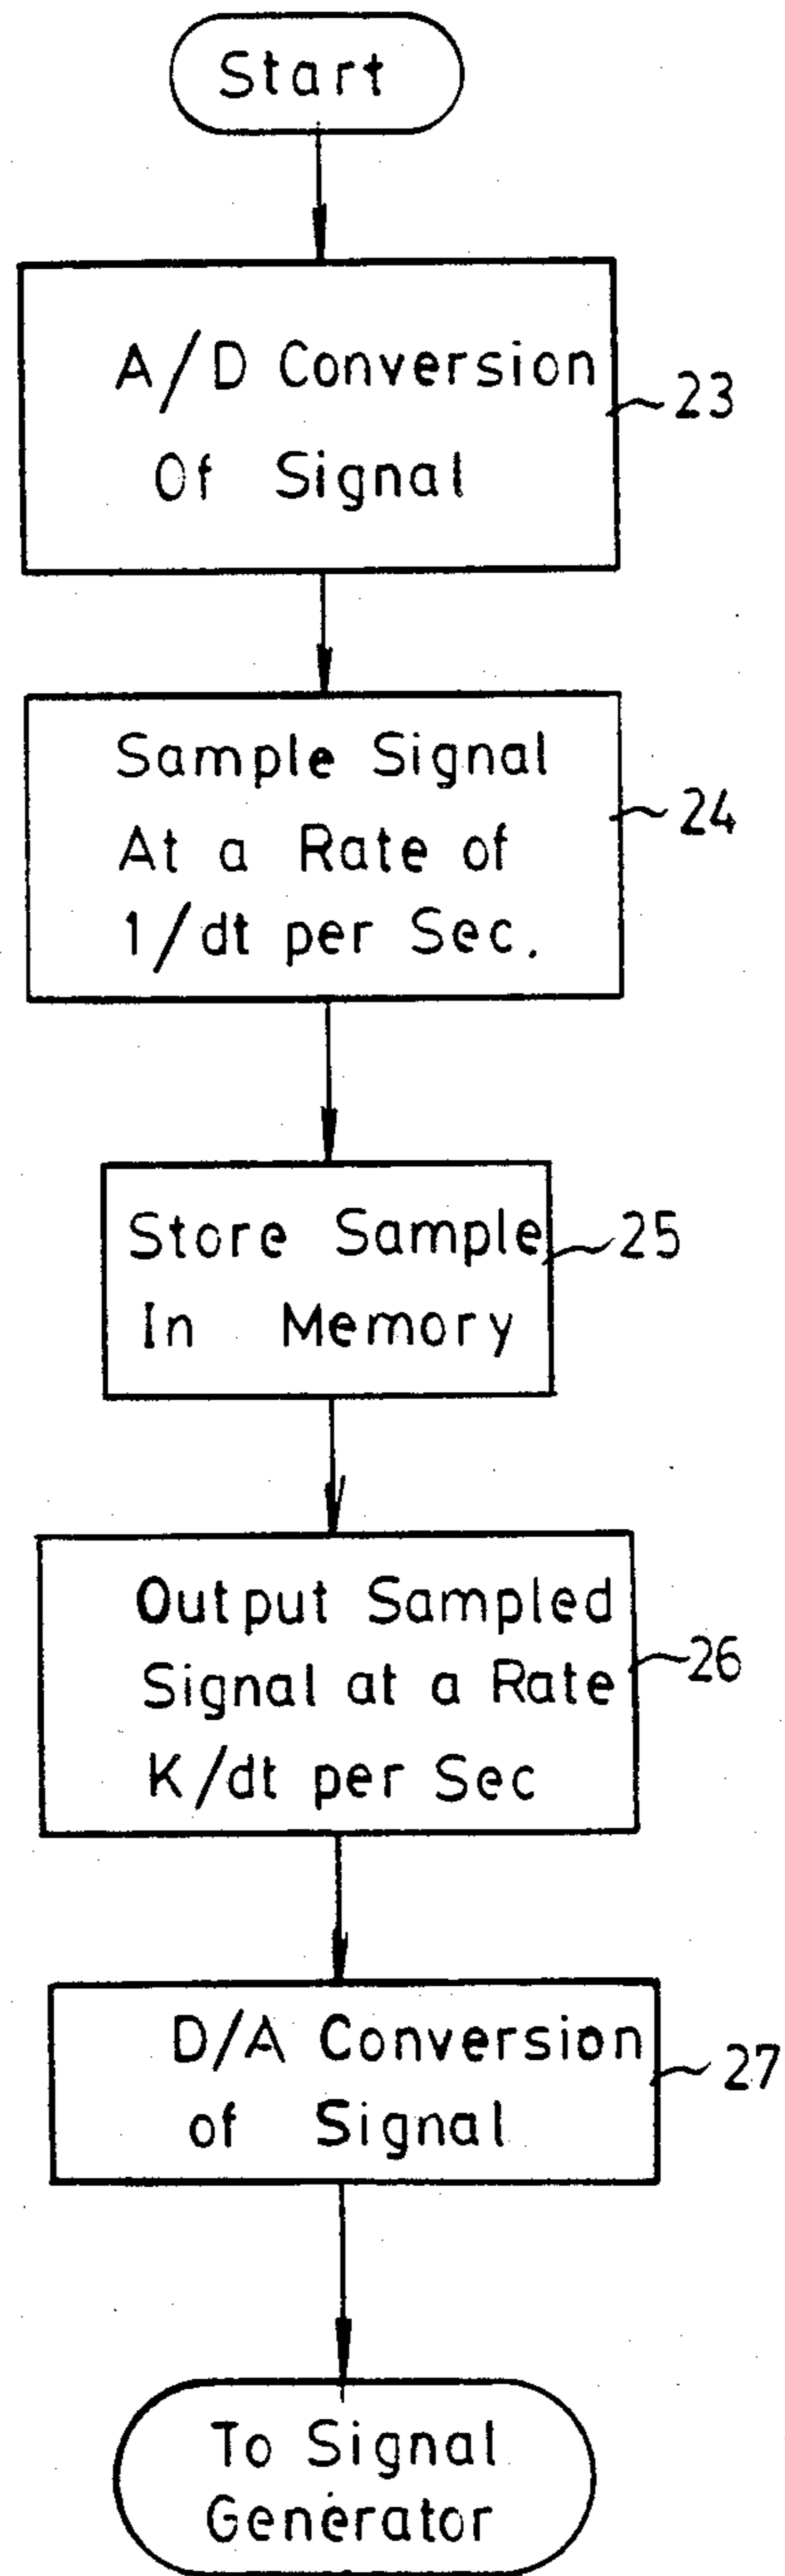 Start
A/D Conversion
Of Signal
23
Sample Signal
At a Rate of
1/dt per Sec.
24
Store Sample
In Memory
25
Output Sampled
Signal at a Rate
K/dt per Sec
26
D/A Conversion
of Signal
27
To Signal
Generator